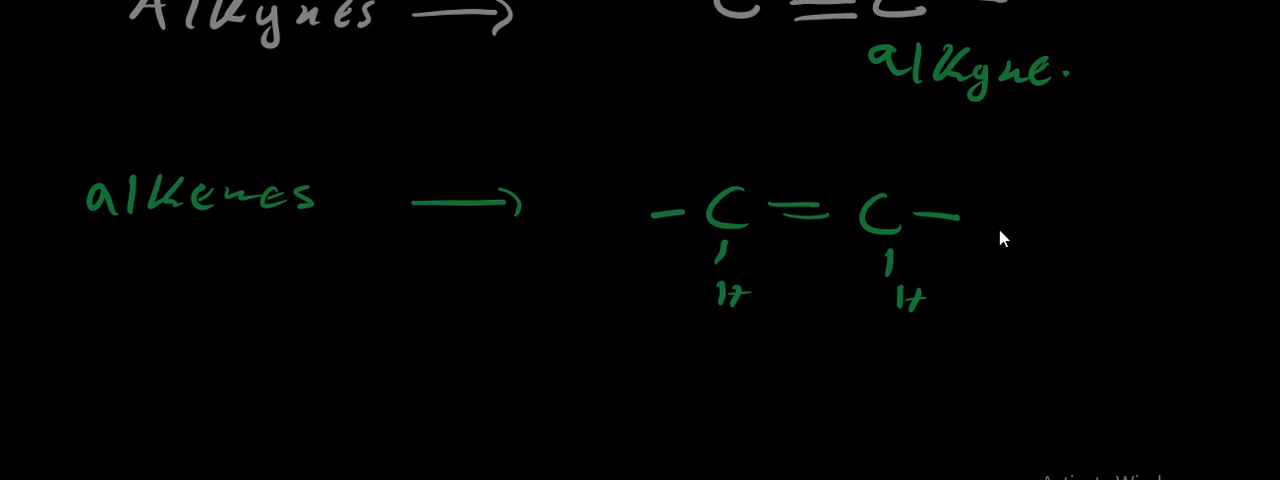 Alkynes → C ≡ C -
alkyne.
alkenes → - C = C -
H H